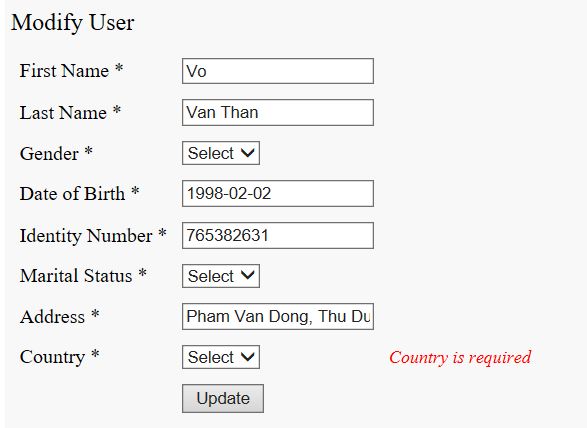 Modify User
First Name * Vo
Last Name * Van Than
Gender * Select
Date of Birth * 1998-02-02
Identity Number * 765382631
Marital Status * Select
Address * Pham Van Dong, Thu Du
Country * Select Country is required
Update